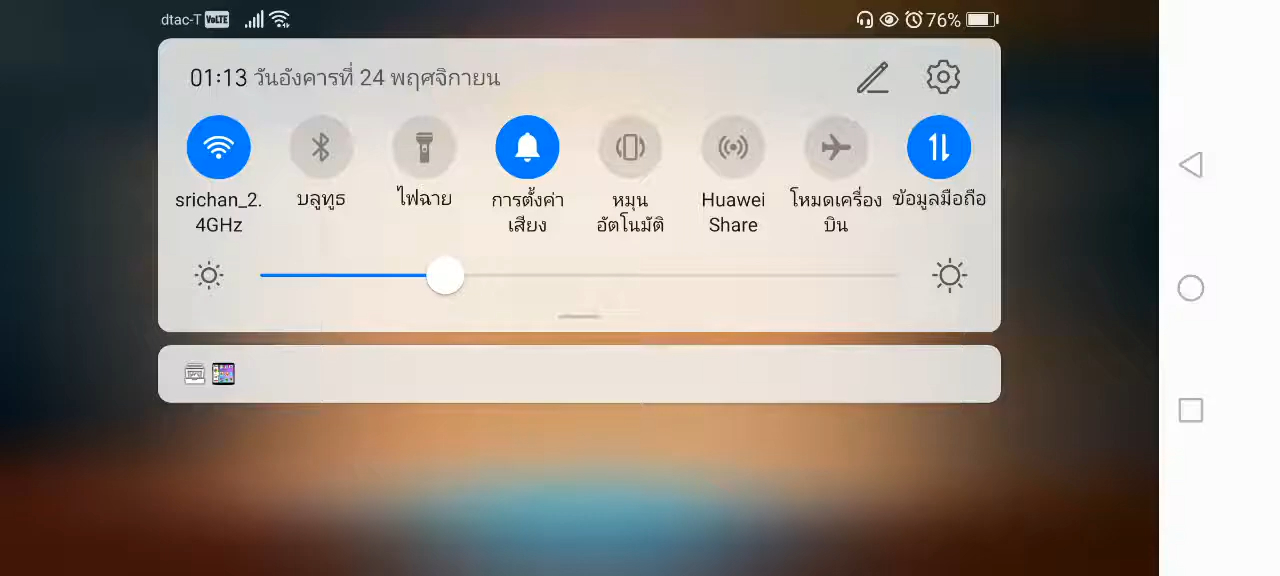 dtac-T VoLTE 76%
01:13 วันอังคารที่ 24 พฤศจิกายน
srichan_2.
4GHz
บลูทูธ
ไฟฉาย
การตั้งค่า
เสียง
หมุน
อัตโนมัติ
Huawei
Share
โหมดเครื่อง
บิน
ข้อมูลมือถือ